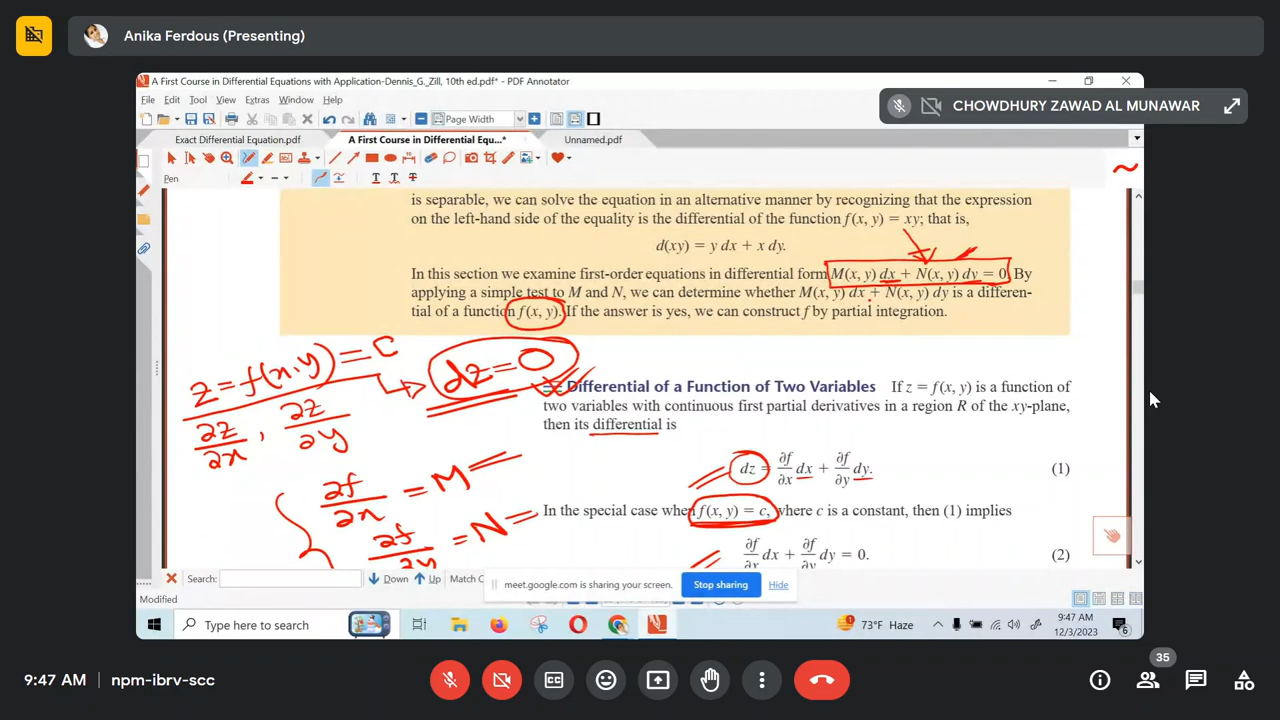 Anika Ferdous (Presenting)
A First Course in Differential Equations with Application-Dennis_G._Zill, 10th ed.pdf* - PDF Annotator
File Edit Tool View Extras Window Help
CHOWDHURY ZAWAD AL MUNAWAR
Page Width
Exact Differential Equation.pdf
A First Course in Differential Equ...*
Unnamed.pdf
Pen
is separable, we can solve the equation in an alternative manner by recognizing that the expression
on the left-hand side of the equality is the differential of the function f(x, y) = xy; that is,
d(xy) = y dx + x dy.
In this section we examine first-order equations in differential form M(x, y) dx + N(x, y) dy = 0. By
applying a simple test to M and N, we can determine whether M(x, y) dx + N(x, y) dy is a differen-
tial of a function f(x, y). If the answer is yes, we can construct f by partial integration.
z = f(x, y) = C
dz = 0
∂z/∂x , ∂z/∂y
Differential of a Function of Two Variables If z = f(x, y) is a function of
two variables with continuous first partial derivatives in a region R of the xy-plane,
then its differential is
dz = ∂f/∂x dx + ∂f/∂y dy. (1)
∂f/∂x = M
In the special case when f(x, y) = c, where c is a constant, then (1) implies
∂f/∂y = N
∂f/∂x dx + ∂f/∂y dy = 0. (2)
Search:
Down
Up
Match C
meet.google.com is sharing your screen.
Stop sharing
Hide
Modified
Type here to search
73°F Haze
9:47 AM
12/3/2023
6
9:47 AM
npm-ibrv-scc
35